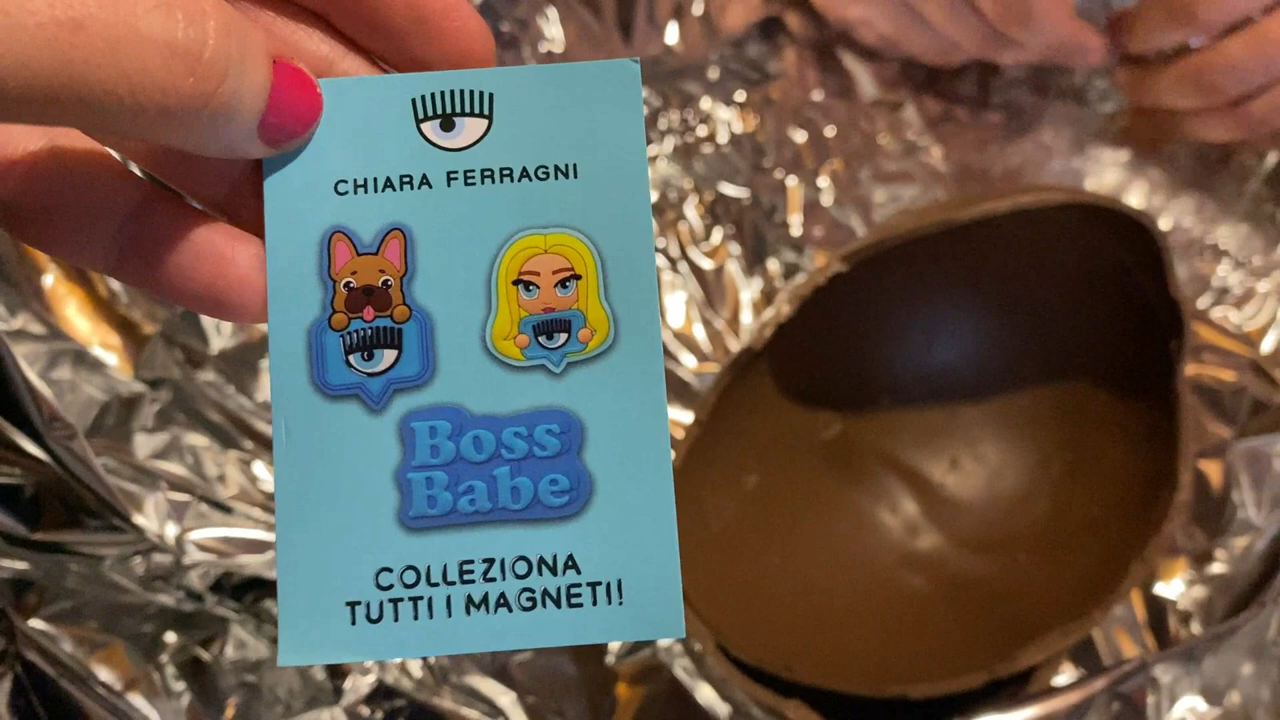 CHIARA FERRAGNI
Boss
Babe
COLLEZIONA
TUTTI I MAGNETI!